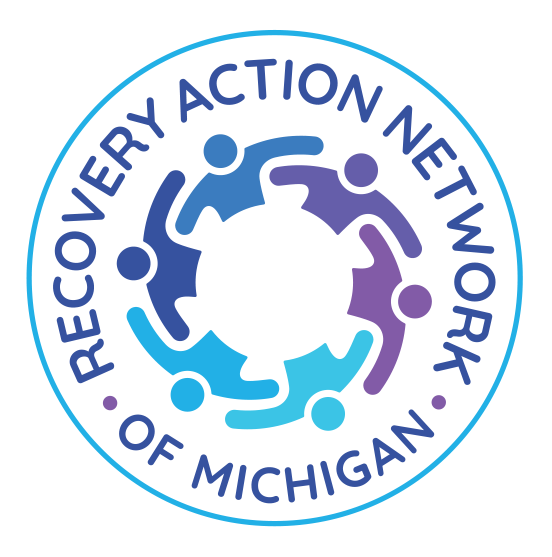 RECOVERY ACTION NETWORK
• OF MICHIGAN •